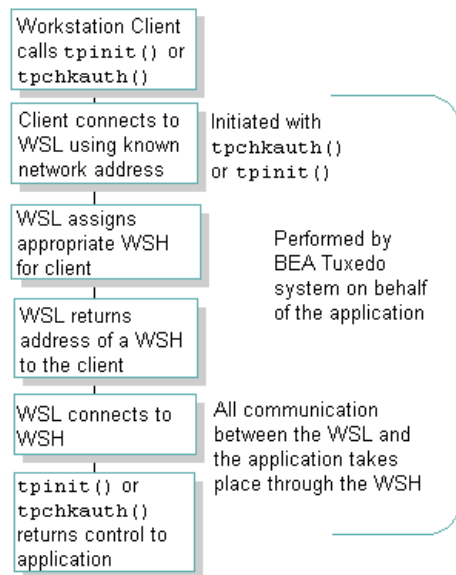 Workstation Client
calls tpinit() or
tpchkauth()
Client connects to
WSL using known
network address
Initiated with
tpchkauth()
or tpinit()
WSL assigns
appropriate WSH
for client
Performed by
BEA Tuxedo
system on behalf
of the application
WSL returns
address of a WSH
to the client
WSL connects to
WSH
All communication
between the WSL and
the application takes
place through the WSH
tpinit() or
tpchkauth()
returns control to
application